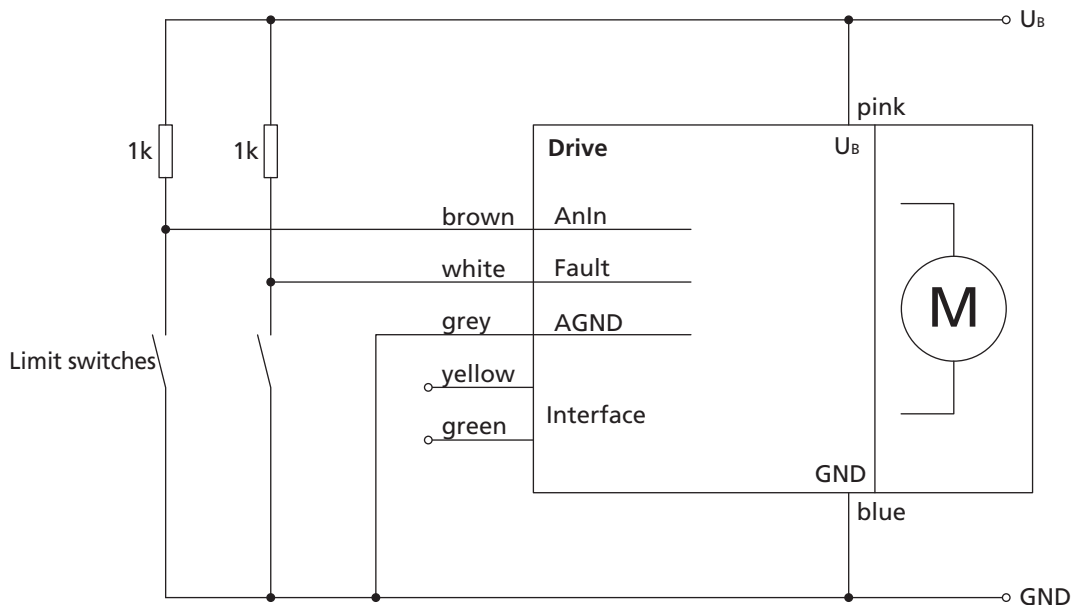 UB
pink
1k
1k
Drive
UB
brown
AnIn
white
Fault
grey
AGND
Limit switches
yellow
Interface
green
M
GND
blue
GND